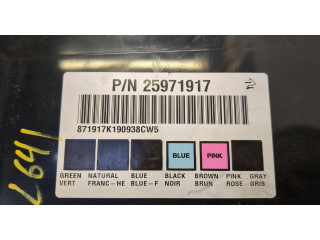 P/N 25971917
871917K190938CW5
BLUE PINK
GREEN NATURAL BLUE BLACK BROWN PINK GRAY
VERT FRANC-HE BLUE-F NOIR BRUN ROSE GRIS
L641